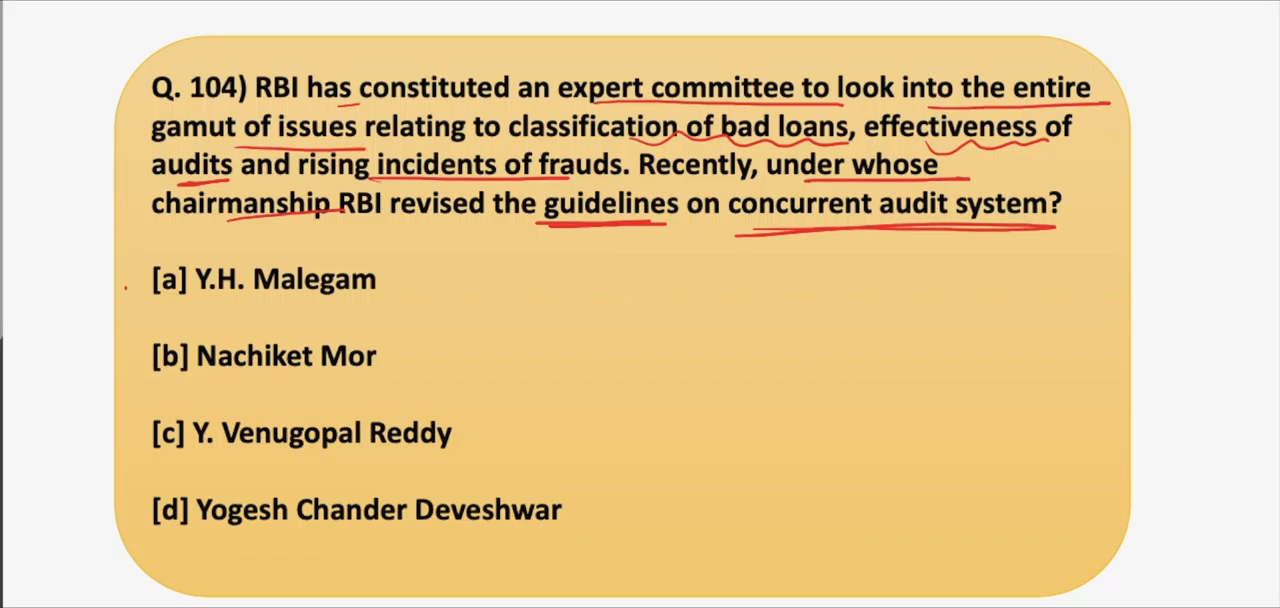 Q. 104) RBI has constituted an expert committee to look into the entire
gamut of issues relating to classification of bad loans, effectiveness of
audits and rising incidents of frauds. Recently, under whose
chairmanship RBI revised the guidelines on concurrent audit system?
[a] Y.H. Malegam
[b] Nachiket Mor
[c] Y. Venugopal Reddy
[d] Yogesh Chander Deveshwar